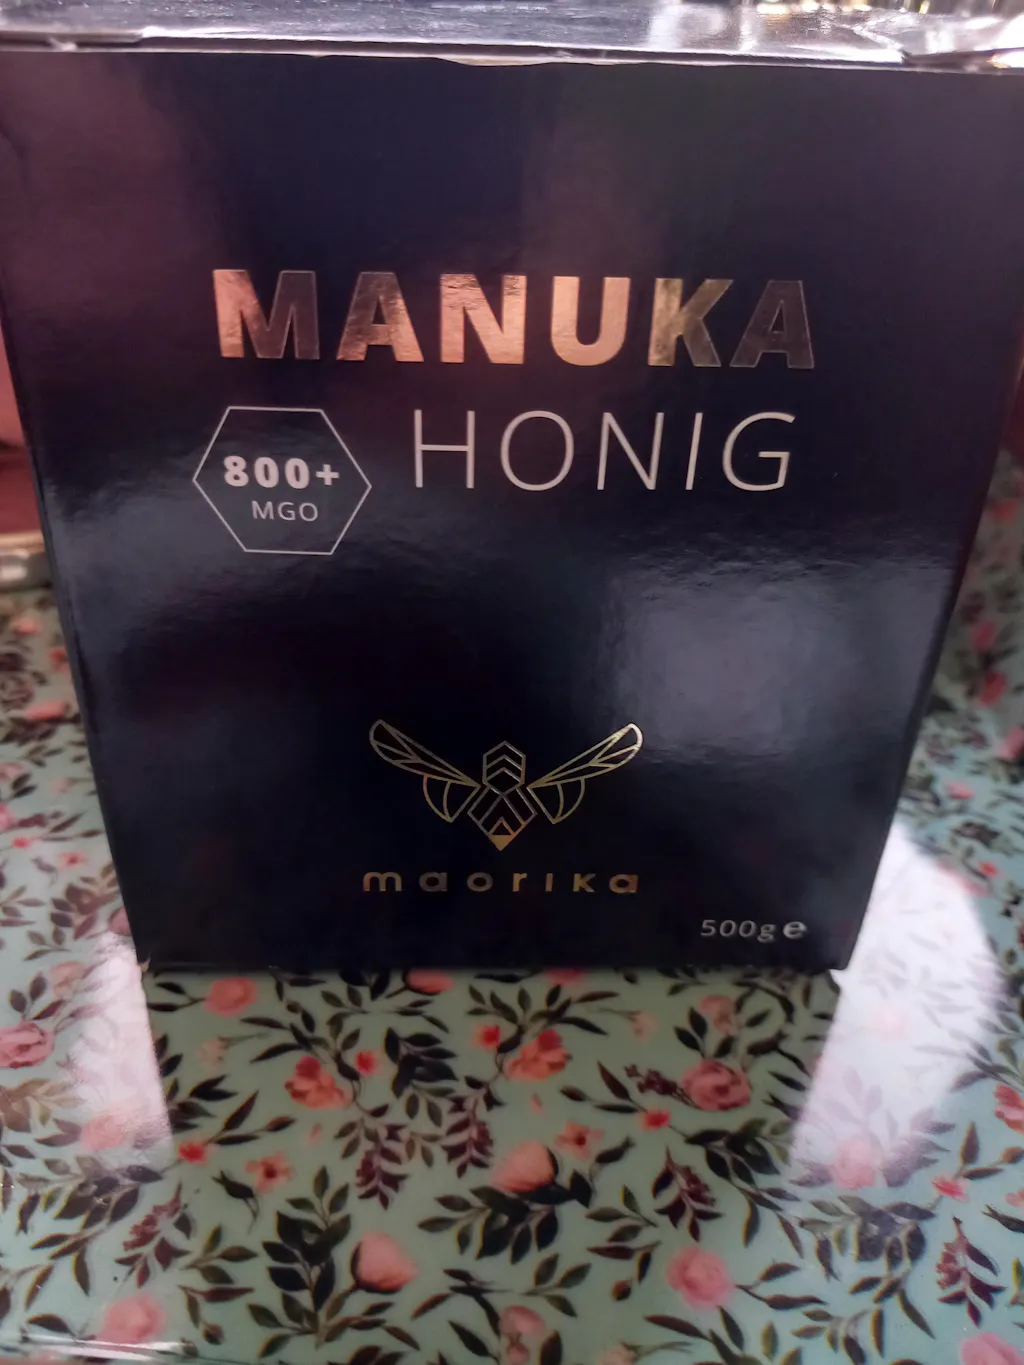 MANUKA
HONIG
800+
MGO
maorika
500g ℮